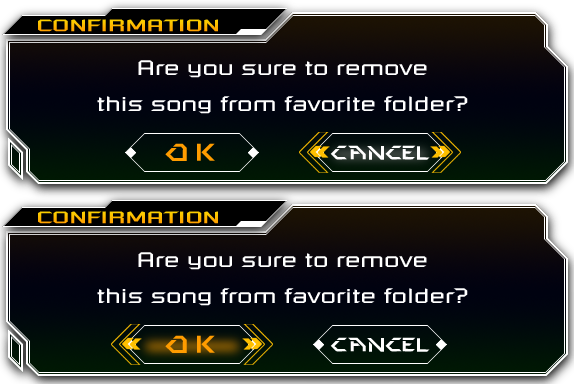 CONFIRMATION
Are you sure to remove
this song from favorite folder?
OK CANCEL
CONFIRMATION
Are you sure to remove
this song from favorite folder?
OK CANCEL